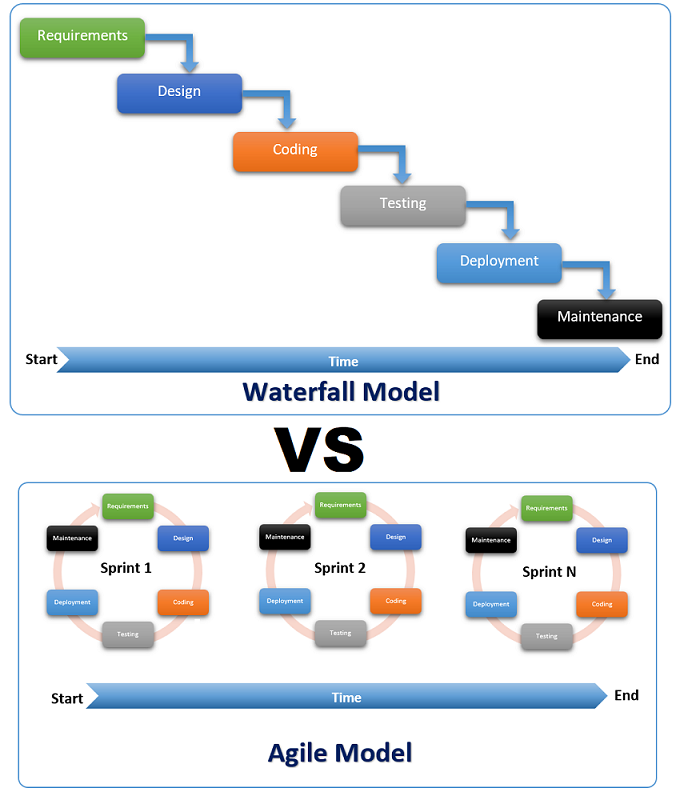 Requirements
Design
Coding
Testing
Deployment
Maintenance
Start
Time
End
Waterfall Model
VS
Requirements
Maintenance
Design
Sprint 1
Deployment
Coding
Testing
Requirements
Maintenance
Design
Sprint 2
Deployment
Coding
Testing
Requirements
Maintenance
Design
Sprint N
Deployment
Coding
Testing
Start
Time
End
Agile Model